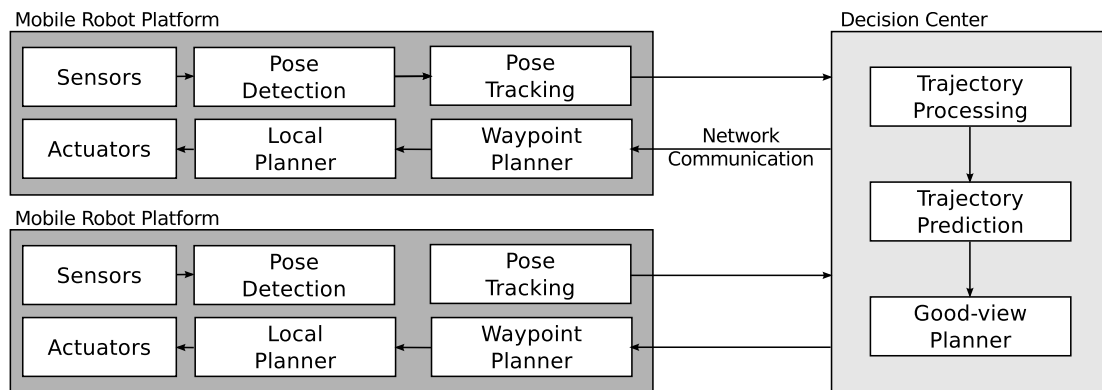 Mobile Robot Platform
Sensors
Pose
Detection
Pose
Tracking
Actuators
Local
Planner
Waypoint
Planner
Network
Communication
Mobile Robot Platform
Sensors
Pose
Detection
Pose
Tracking
Actuators
Local
Planner
Waypoint
Planner
Decision Center
Trajectory
Processing
Trajectory
Prediction
Good-view
Planner